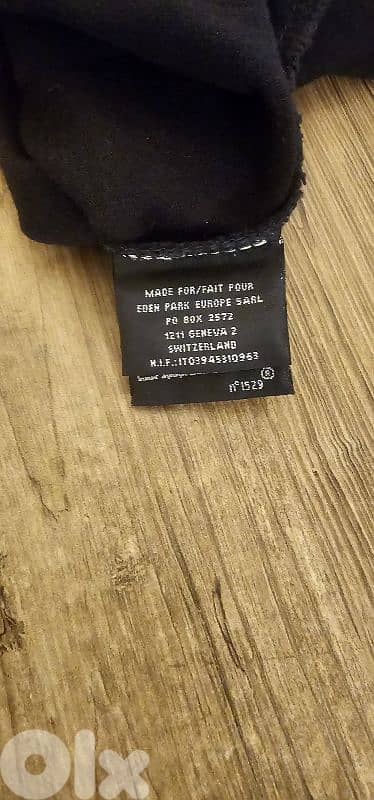 MADE FOR/FAIT POUR
EDEN PARK EUROPE SARL
PO BOX 2572
1211 GENEVA 2
SWITZERLAND
N.I.F.:IT03945310963
®
n°1529
OLX